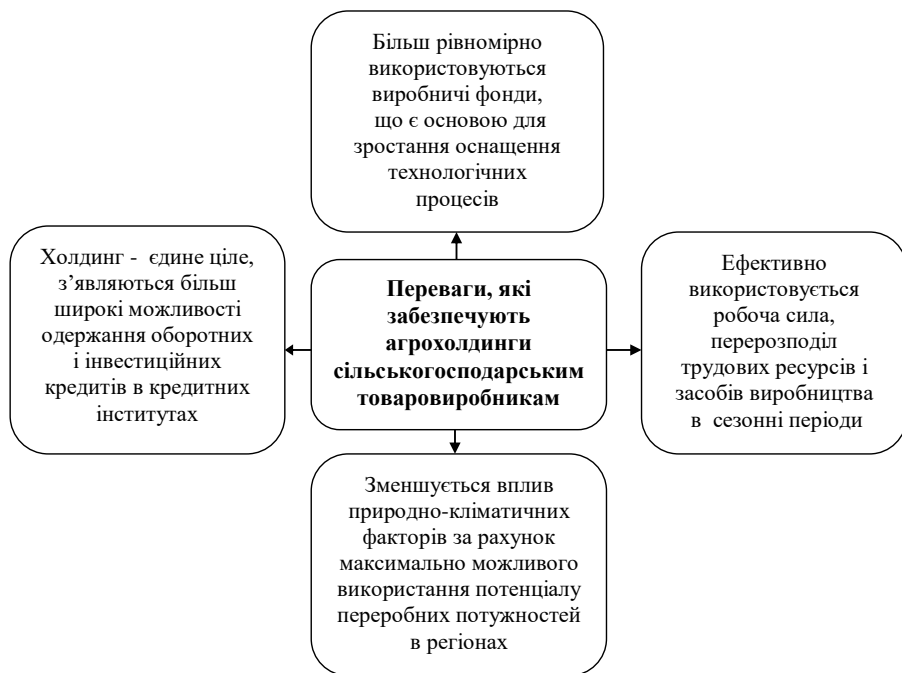 Більш рівномірно
використовуються
виробничі фонди,
що є основою для
зростання оснащення
технологічних
процесів
Холдинг - єдине ціле,
з’являються більш
широкі можливості
одержання оборотних
і інвестиційних
кредитів в кредитних
інститутах
Переваги, які
забезпечують
агрохолдинги
сільськогосподарським
товаровиробникам
Ефективно
використовується
робоча сила,
перерозподіл
трудових ресурсів і
засобів виробництва
в сезонні періоди
Зменшується вплив
природно-кліматичних
факторів за рахунок
максимально можливого
використання потенціалу
переробних потужностей
в регіонах